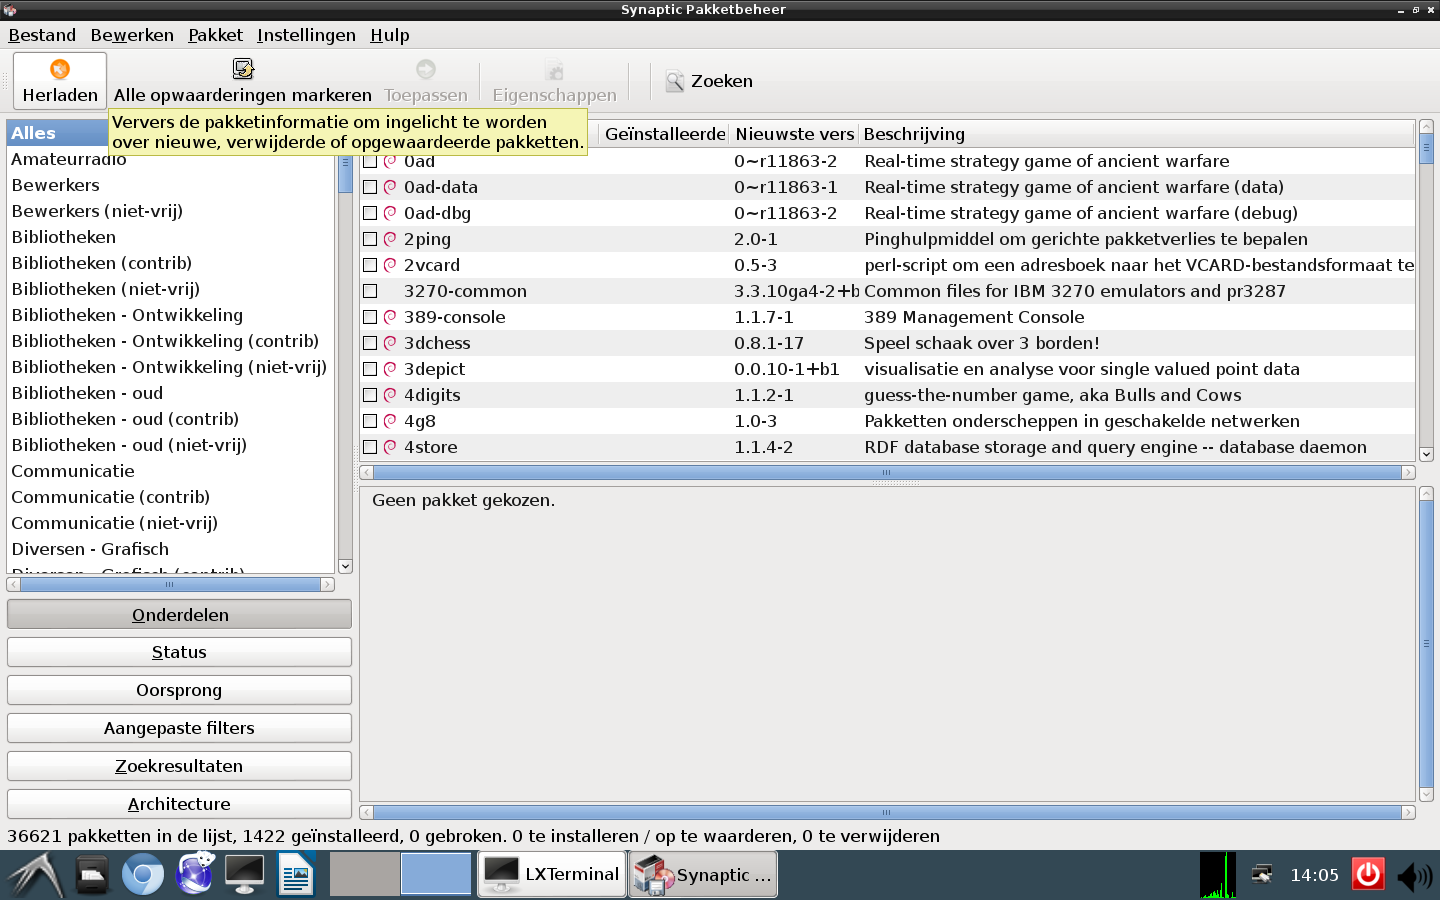 Synaptic Pakketbeheer
Bestand Bewerken Pakket Instellingen Hulp
Herladen Alle opwaarderingen markeren Toepassen Eigenschappen Zoeken
Ververs de pakketinformatie om ingelicht te worden
over nieuwe, verwijderde of opgewaardeerde pakketten.
Alles
Amateurradio
Bewerkers
Bewerkers (niet-vrij)
Bibliotheken
Bibliotheken (contrib)
Bibliotheken (niet-vrij)
Bibliotheken - Ontwikkeling
Bibliotheken - Ontwikkeling (contrib)
Bibliotheken - Ontwikkeling (niet-vrij)
Bibliotheken - oud
Bibliotheken - oud (contrib)
Bibliotheken - oud (niet-vrij)
Communicatie
Communicatie (contrib)
Communicatie (niet-vrij)
Diversen - Grafisch
Diversen - Grafisch (contrib)
Onderdelen
Status
Oorsprong
Aangepaste filters
Zoekresultaten
Architecture
Geïnstalleerde Nieuwste vers Beschrijving
0ad 0~r11863-2 Real-time strategy game of ancient warfare
0ad-data 0~r11863-1 Real-time strategy game of ancient warfare (data)
0ad-dbg 0~r11863-2 Real-time strategy game of ancient warfare (debug)
2ping 2.0-1 Pinghulpmiddel om gerichte pakketverlies te bepalen
2vcard 0.5-3 perl-script om een adresboek naar het VCARD-bestandsformaat te
3270-common 3.3.10ga4-2+b Common files for IBM 3270 emulators and pr3287
389-console 1.1.7-1 389 Management Console
3dchess 0.8.1-17 Speel schaak over 3 borden!
3depict 0.0.10-1+b1 visualisatie en analyse voor single valued point data
4digits 1.1.2-1 guess-the-number game, aka Bulls and Cows
4g8 1.0-3 Pakketten onderscheppen in geschakelde netwerken
4store 1.1.4-2 RDF database storage and query engine -- database daemon
Geen pakket gekozen.
36621 pakketten in de lijst, 1422 geïnstalleerd, 0 gebroken. 0 te installeren / op te waarderen, 0 te verwijderen
LXTerminal Synaptic ... 14:05